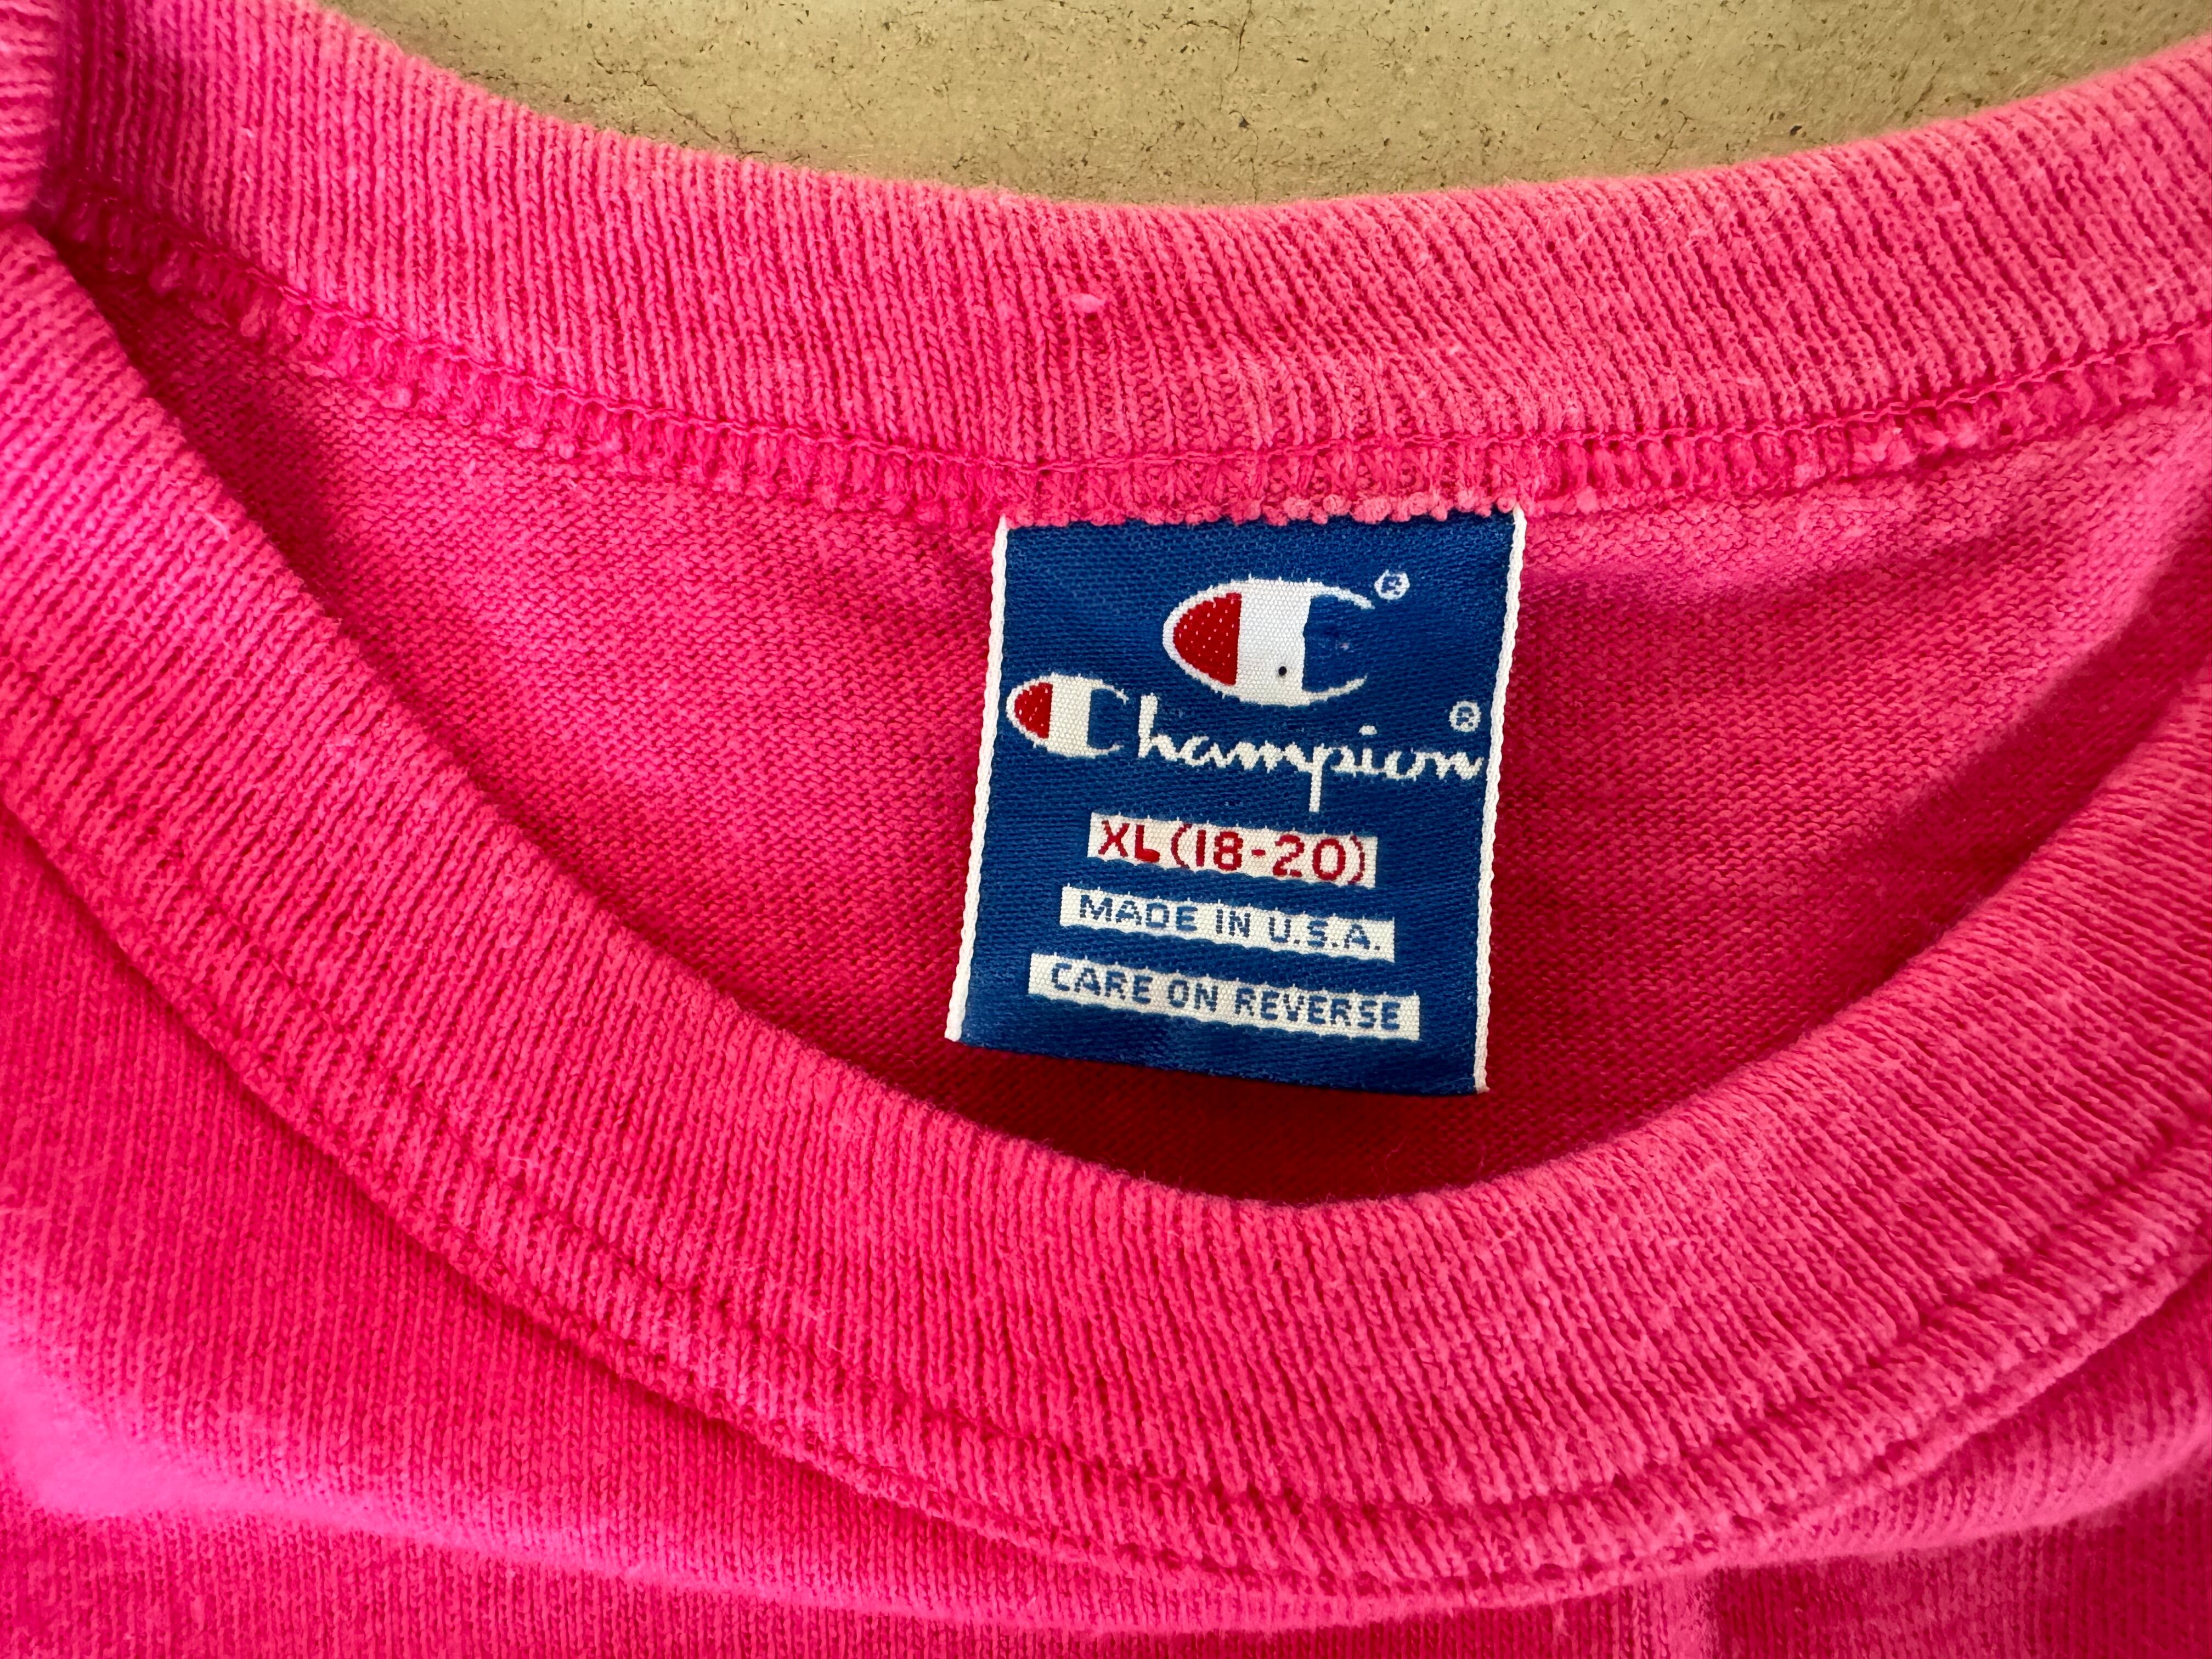 C®
Champion®
XL (18-20)
MADE IN U.S.A.
CARE ON REVERSE